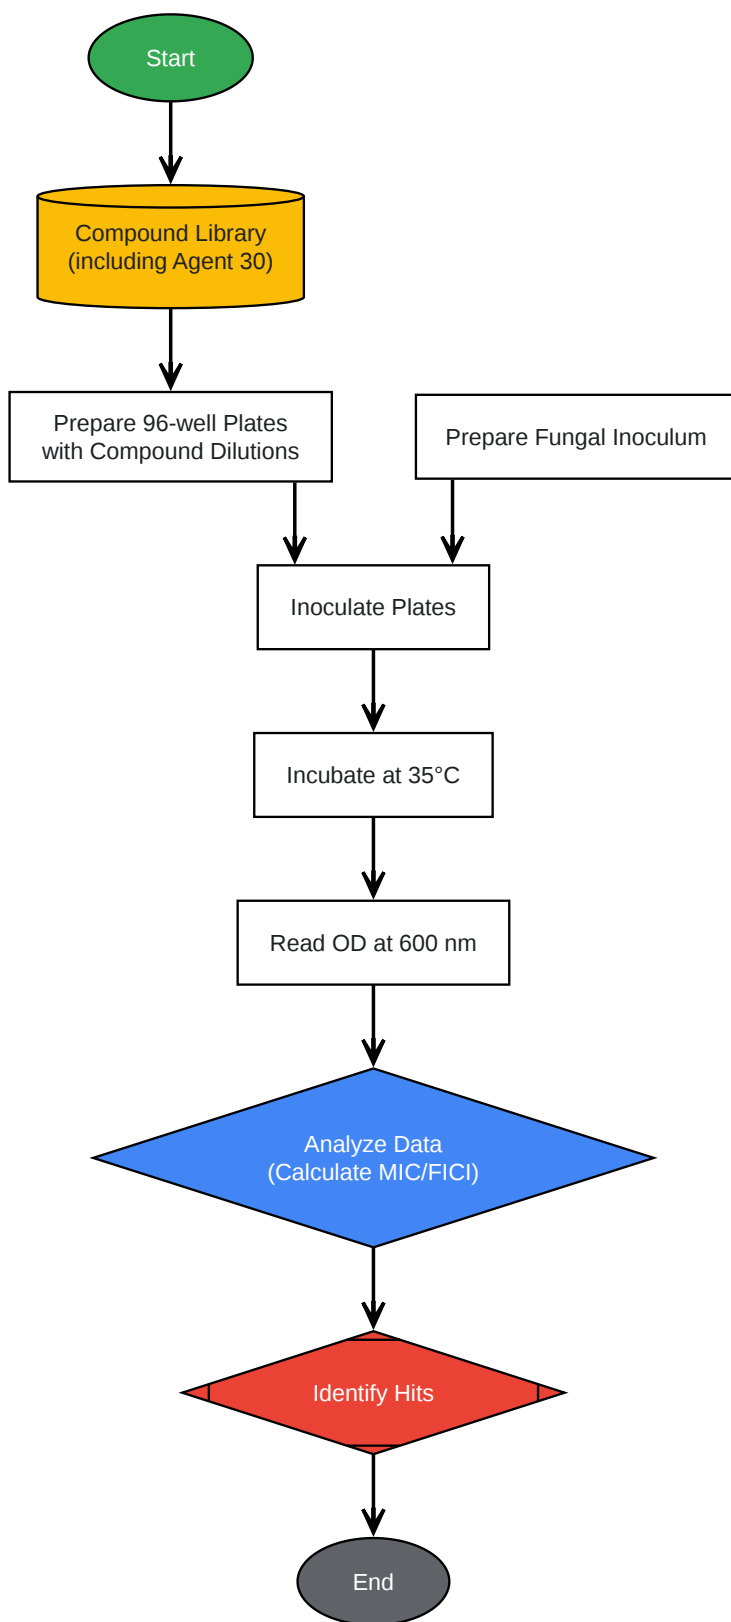 Start
Compound Library
(including Agent 30)
Prepare 96-well Plates
with Compound Dilutions
Prepare Fungal Inoculum
Inoculate Plates
Incubate at 35°C
Read OD at 600 nm
Analyze Data
(Calculate MIC/FICI)
Identify Hits
End